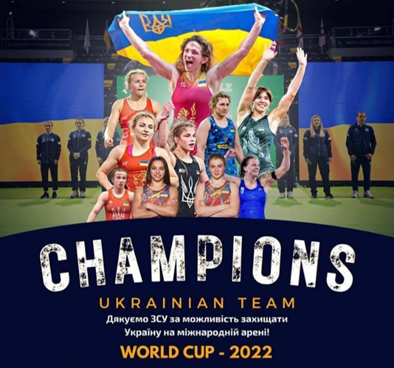 CHAMPIONS
UKRAINIAN TEAM
Дякуємо ЗСУ за можливість захищати
Україну на міжнародній арені!
WORLD CUP - 2022